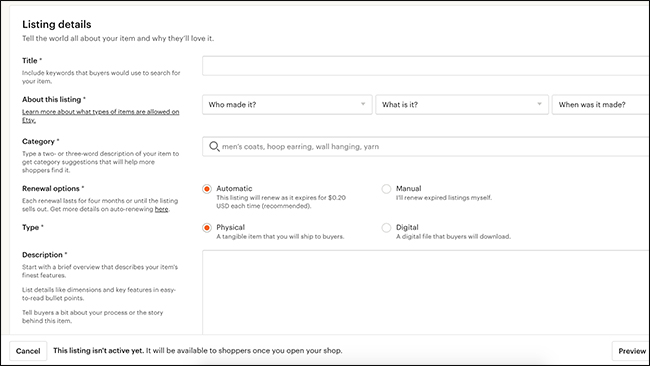 Listing details
Tell the world all about your item and why they'll love it.
Title *
Include keywords that buyers would use to search for
your item.
About this listing *
Learn more about what types of items are allowed on
Etsy.
Who made it?
What is it?
When was it made?
Category *
Type a two- or three-word description of your item to
get category suggestions that will help more
shoppers find it.
men's coats, hoop earring, wall hanging, yarn
Renewal options *
Each renewal lasts for four months or until the listing
sells out. Get more details on auto-renewing here.
Automatic
This listing will renew as it expires for $0.20
USD each time (recommended).
Manual
I'll renew expired listings myself.
Type *
Physical
A tangible item that you will ship to buyers.
Digital
A digital file that buyers will download.
Description *
Start with a brief overview that describes your item's
finest features.
List details like dimensions and key features in easy-
to-read bullet points.
Tell buyers a bit about your process or the story
behind this item.
Cancel
This listing isn't active yet. It will be available to shoppers once you open your shop.
Preview